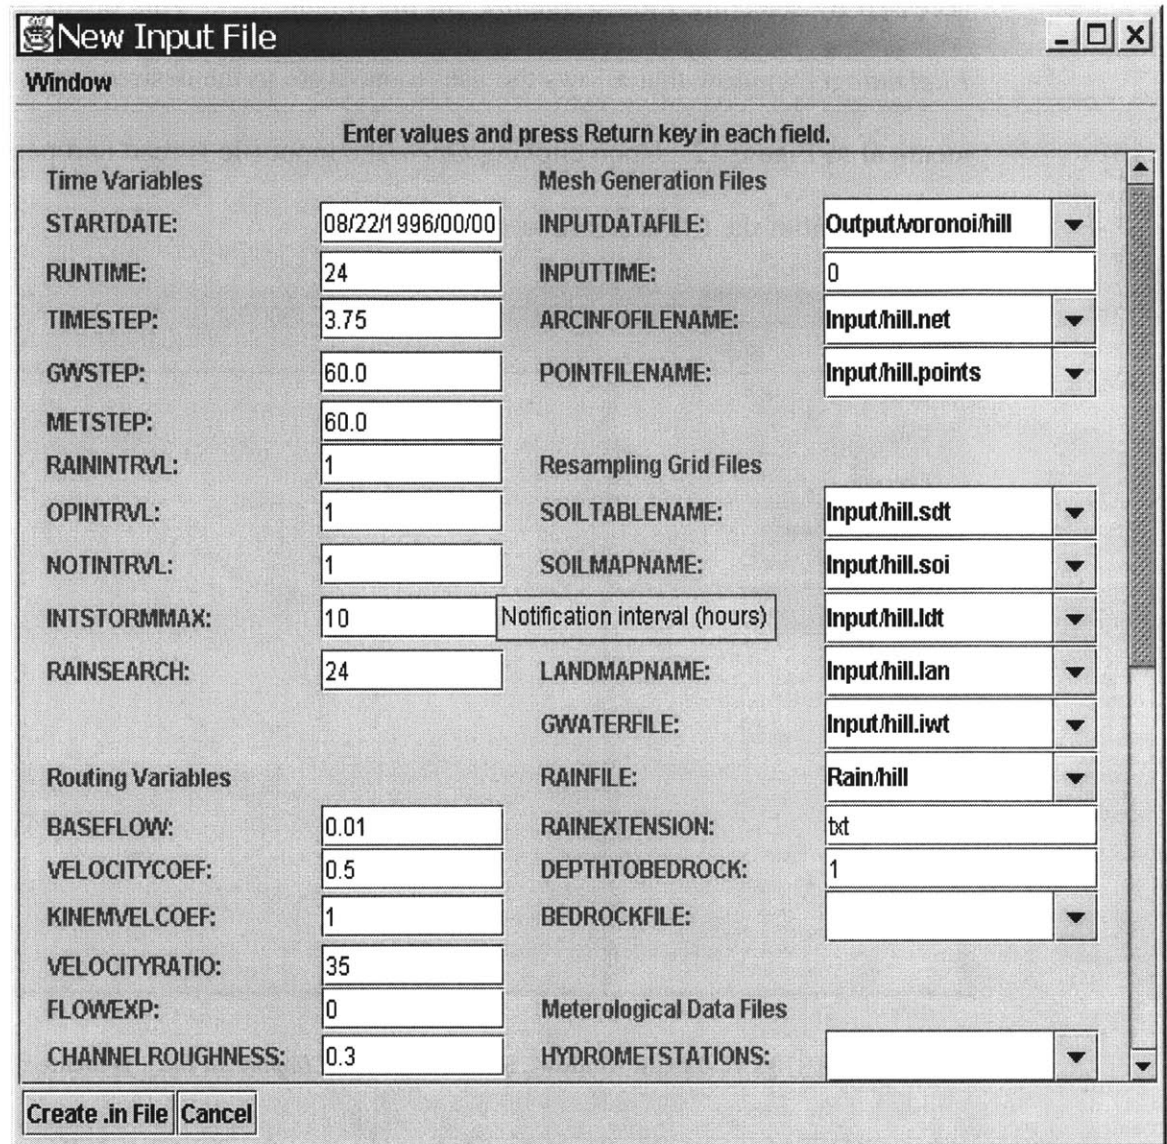 New Input File
Window
Enter values and press Return key in each field.
Time Variables
STARTDATE: 08/22/1996/00/00
RUNTIME: 24
TIMESTEP: 3.75
GWSTEP: 60.0
METSTEP: 60.0
RAININTRVL: 1
OPINTRVL: 1
NOTINTRVL: 1
INTSTORMMAX: 10
Notification interval (hours)
RAINSEARCH: 24
Routing Variables
BASEFLOW: 0.01
VELOCITYCOEF: 0.5
KINEMVELCOEF: 1
VELOCITYRATIO: 35
FLOWEXP: 0
CHANNELROUGHNESS: 0.3
Mesh Generation Files
INPUTDATAFILE: Output/voronoi/hill
INPUTTIME: 0
ARCINFOFILENAME: Input/hill.net
POINTFILENAME: Input/hill.points
Resampling Grid Files
SOILTABLENAME: Input/hill.sdt
SOILMAPNAME: Input/hill.soi
Input/hill.ldt
LANDMAPNAME: Input/hill.lan
GWATERFILE: Input/hill.iwt
RAINFILE: Rain/hill
RAINEXTENSION: txt
DEPTHTOBEDROCK: 1
BEDROCKFILE:
Meterological Data Files
HYDROMETSTATIONS:
Create .in File Cancel